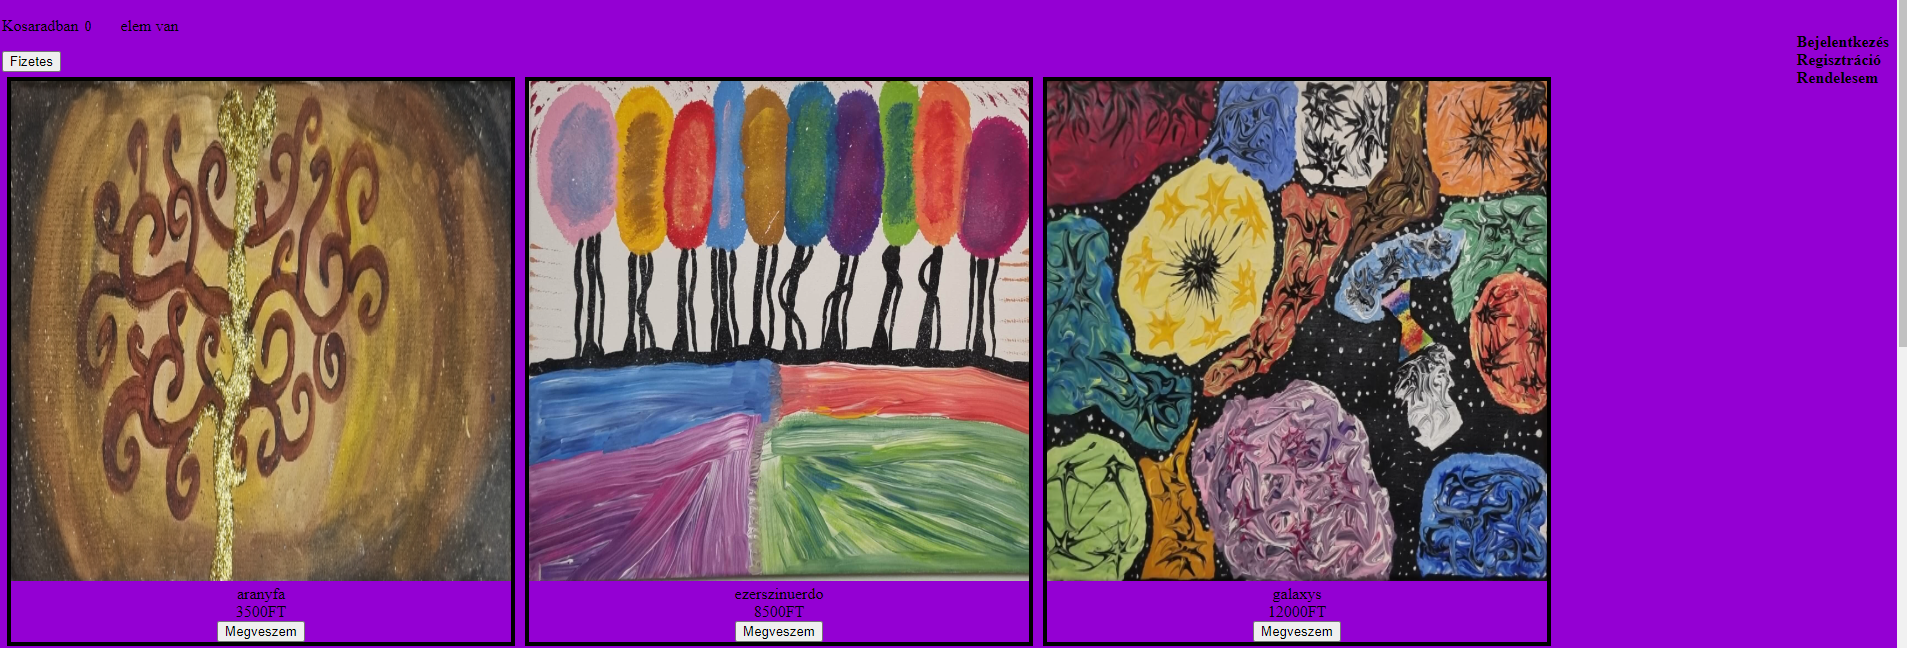 Kosaradban 0 elem van
Bejelentkezés
Regisztráció
Rendelesem
Fizetes
aranyfa
3500FT
Megveszem
ezerszinuerdo
8500FT
Megveszem
galaxys
12000FT
Megveszem